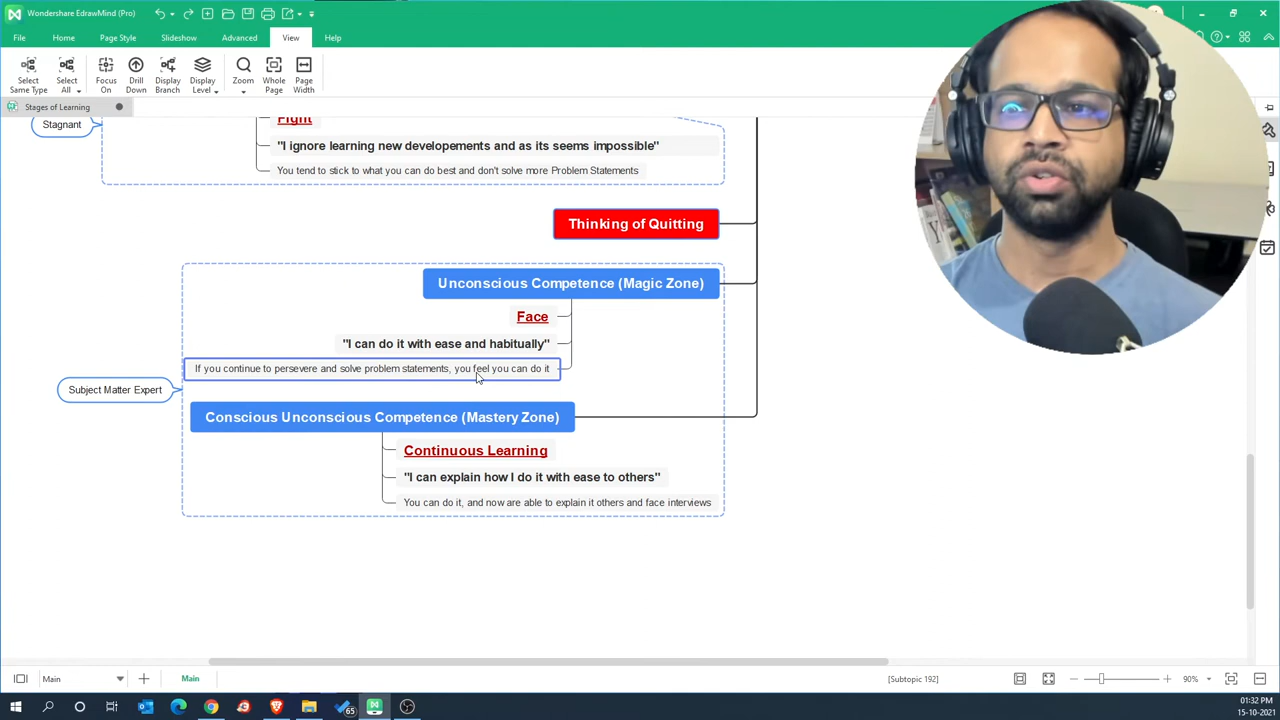 Wondershare EdrawMind (Pro)
File
Home
Page Style
Slideshow
Advanced
View
Help
Select Same Type
Select All
Focus On
Drill Down
Display Branch
Display Level
Zoom
Whole Page
Page Width
Stages of Learning
Stagnant
Fight
"I ignore learning new developements and as its seems impossible"
You tend to stick to what you can do best and don't solve more Problem Statements
Thinking of Quitting
Unconscious Competence (Magic Zone)
Face
"I can do it with ease and habitually"
If you continue to persevere and solve problem statements, you feel you can do it
Subject Matter Expert
Conscious Unconscious Competence (Mastery Zone)
Continuous Learning
"I can explain how I do it with ease to others"
You can do it, and now are able to explain it others and face interviews
Main
Main
[Subtopic 192]
90%
65
01:32 PM
15-10-2021